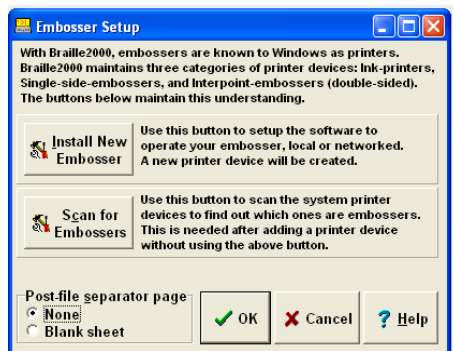 Embosser Setup
With Braille2000, embossers are known to Windows as printers.
Braille2000 maintains three categories of printer devices: Ink-printers,
Single-side-embossers, and Interpoint-embossers (double-sided).
The buttons below maintain this understanding.
Install New
Embosser
Use this button to setup the software to
operate your embosser, local or networked.
A new printer device will be created.
Scan for
Embossers
Use this button to scan the system printer
devices to find out which ones are embossers.
This is needed after adding a printer device
without using the above button.
Post-file separator page
None
Blank sheet
OK
Cancel
Help